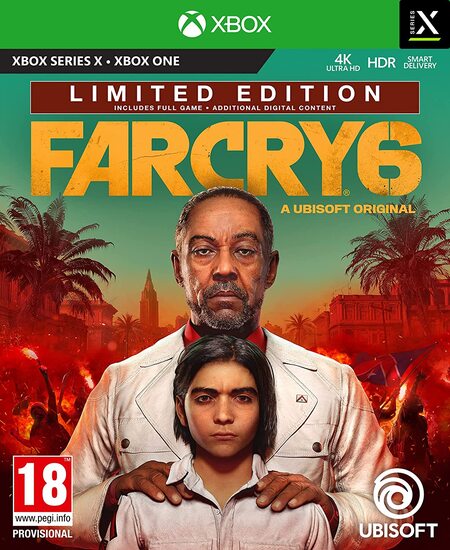 XBOX
SERIES X
XBOX SERIES X • XBOX ONE
4K ULTRA HD
HDR
SMART DELIVERY
LIMITED EDITION
INCLUDES FULL GAME • ADDITIONAL DIGITAL CONTENT
FARCRY6
A UBISOFT ORIGINAL
18
www.pegi.info
PROVISIONAL
UBISOFT